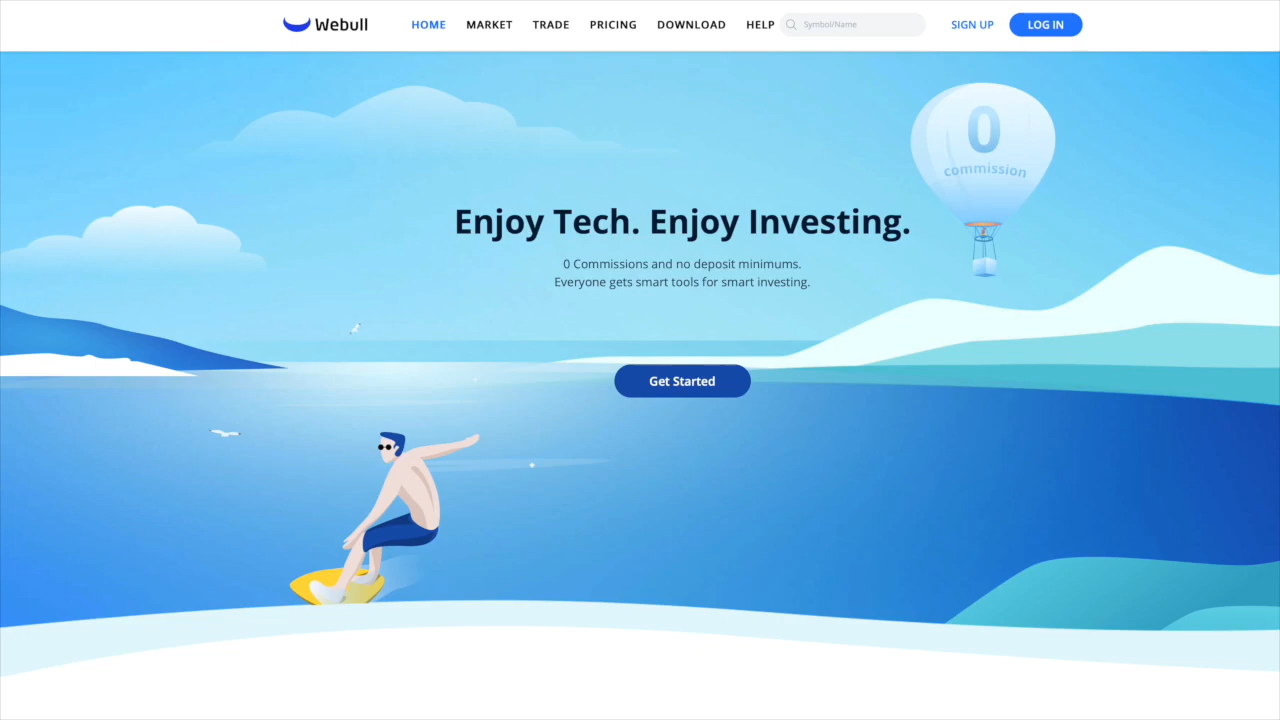 Webull
HOME
MARKET
TRADE
PRICING
DOWNLOAD
HELP
Symbol/Name
SIGN UP
LOG IN
0
commission
Enjoy Tech. Enjoy Investing.
0 Commissions and no deposit minimums.
Everyone gets smart tools for smart investing.
Get Started